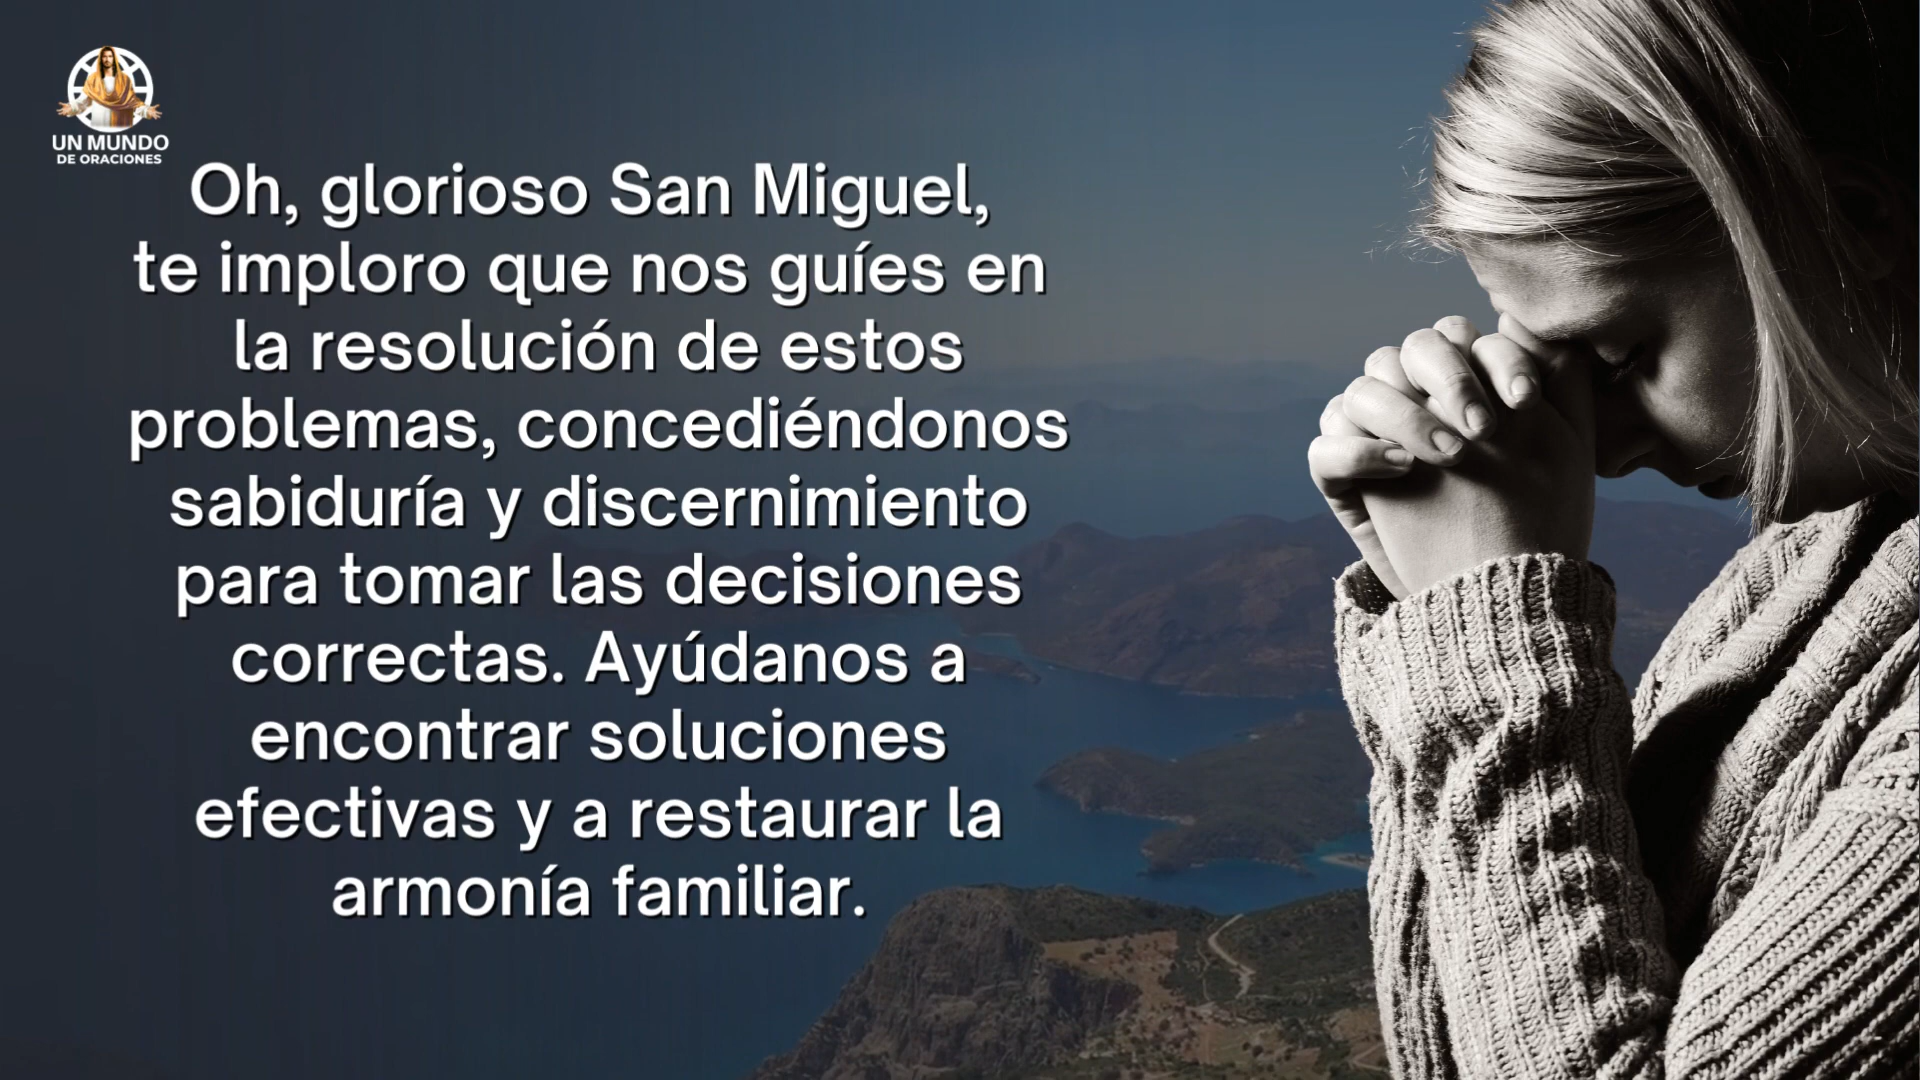 UN MUNDO
DE ORACIONES
Oh, glorioso San Miguel,
te imploro que nos guíes en
la resolución de estos
problemas, concediéndonos
sabiduría y discernimiento
para tomar las decisiones
correctas. Ayúdanos a
encontrar soluciones
efectivas y a restaurar la
armonía familiar.